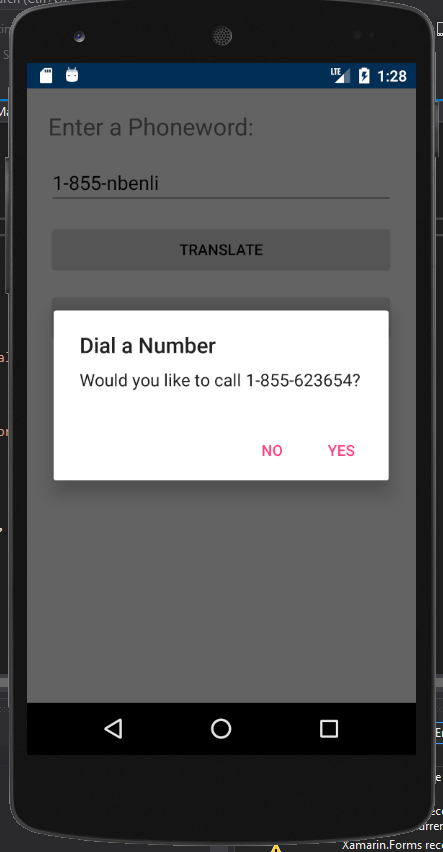 LTE 1:28
Enter a Phoneword:
1-855-nbenli
TRANSLATE
Dial a Number
Would you like to call 1-855-623654?
NO YES
Xamarin.Forms rece